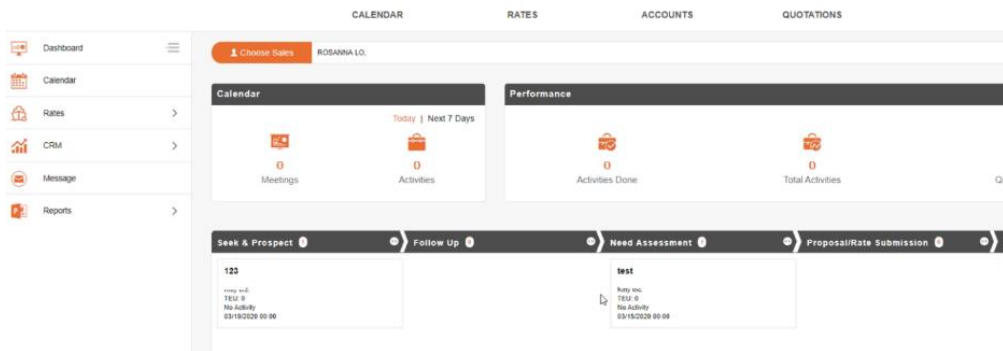 CALENDAR RATES ACCOUNTS QUOTATIONS
Dashboard
Calendar
Rates
CRM
Message
Reports
Choose Sales ROSANNA LO,
Calendar
Today | Next 7 Days
0 0
Meetings Activities
Performance
0 0
Activities Done Total Activities
Seek & Prospect Follow Up Need Assessment Proposal/Rate Submission
123
TEU: 0
No Activity
03/19/2020 00:00
test
TEU: 0
No Activity
03/15/2020 00:00